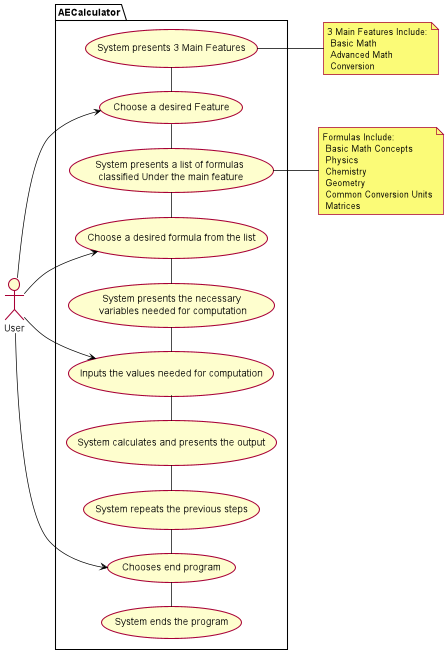 AECalculator
System presents 3 Main Features
3 Main Features Include:
Basic Math
Advanced Math
Conversion
Choose a desired Feature
System presents a list of formulas
classified Under the main feature
Formulas Include:
Basic Math Concepts
Physics
Chemistry
Geometry
Common Conversion Units
Matrices
Choose a desired formula from the list
System presents the necessary
variables needed for computation
User
Inputs the values needed for computation
System calculates and presents the output
System repeats the previous steps
Chooses end program
System ends the program